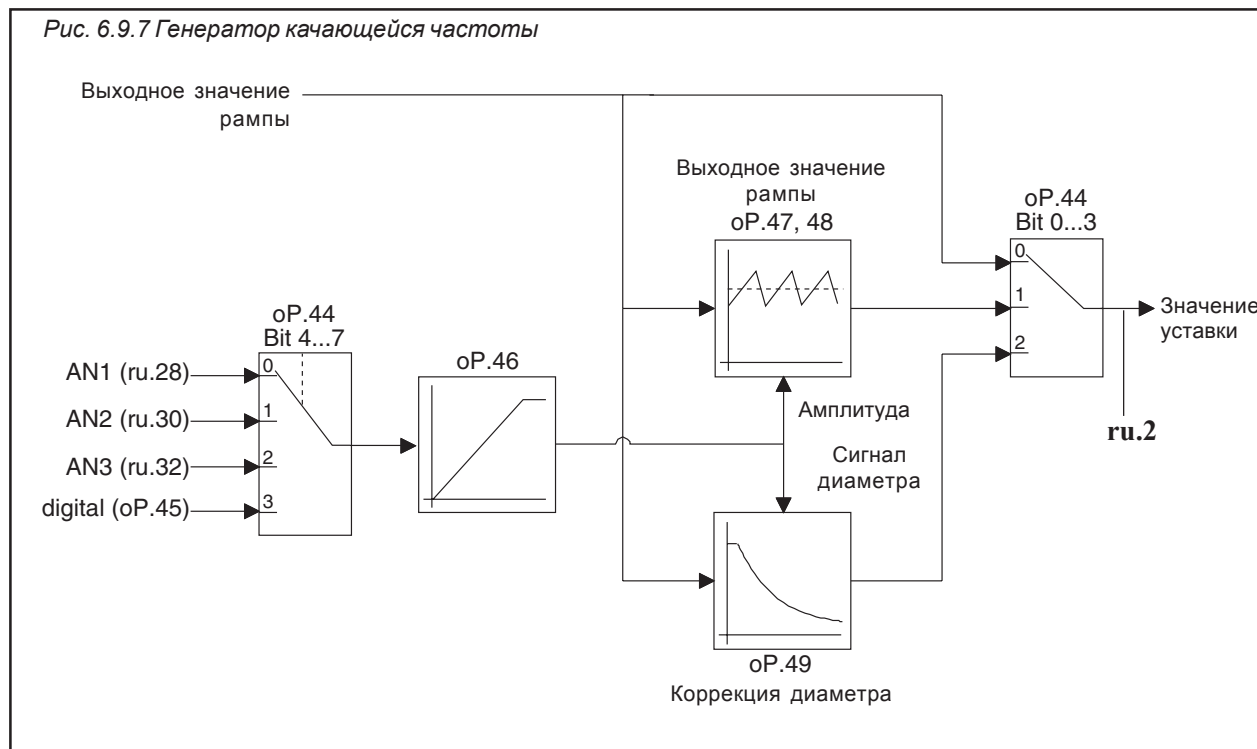 Рис. 6.9.7 Генератор качающейся частоты
Выходное значение
рампы
Выходное значение
рампы
oP.47, 48
oP.44
Bit 0...3
0
1
2
Значение
уставки
ru.2
oP.44
Bit 4...7
AN1 (ru.28)
AN2 (ru.30)
AN3 (ru.32)
digital (oP.45)
0
1
2
3
oP.46
Амплитуда
Сигнал
диаметра
oP.49
Коррекция диаметра